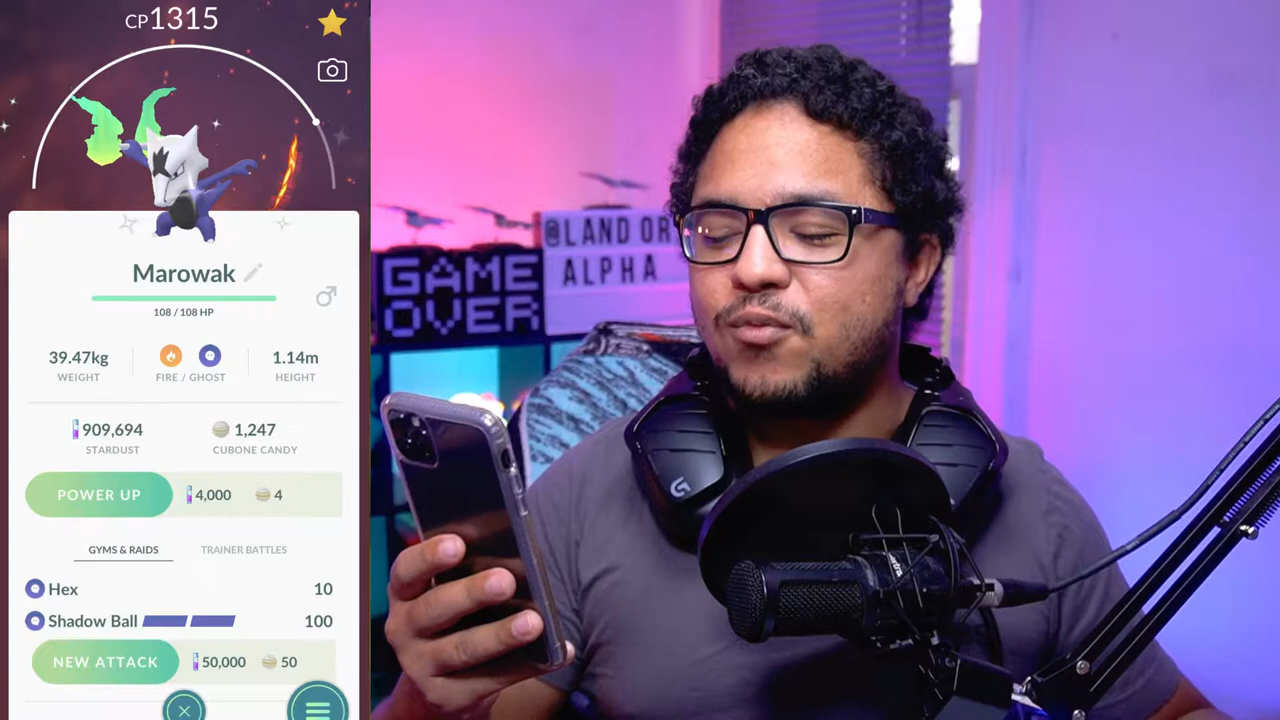 CP1315
Marowak
108 / 108 HP
39.47kg
WEIGHT
FIRE / GHOST
1.14m
HEIGHT
909,694
STARDUST
1,247
CUBONE CANDY
POWER UP
4,000
4
GYMS & RAIDS
TRAINER BATTLES
Hex
10
Shadow Ball
100
NEW ATTACK
50,000
50
@LAND OR
ALPHA
GAME
OVER